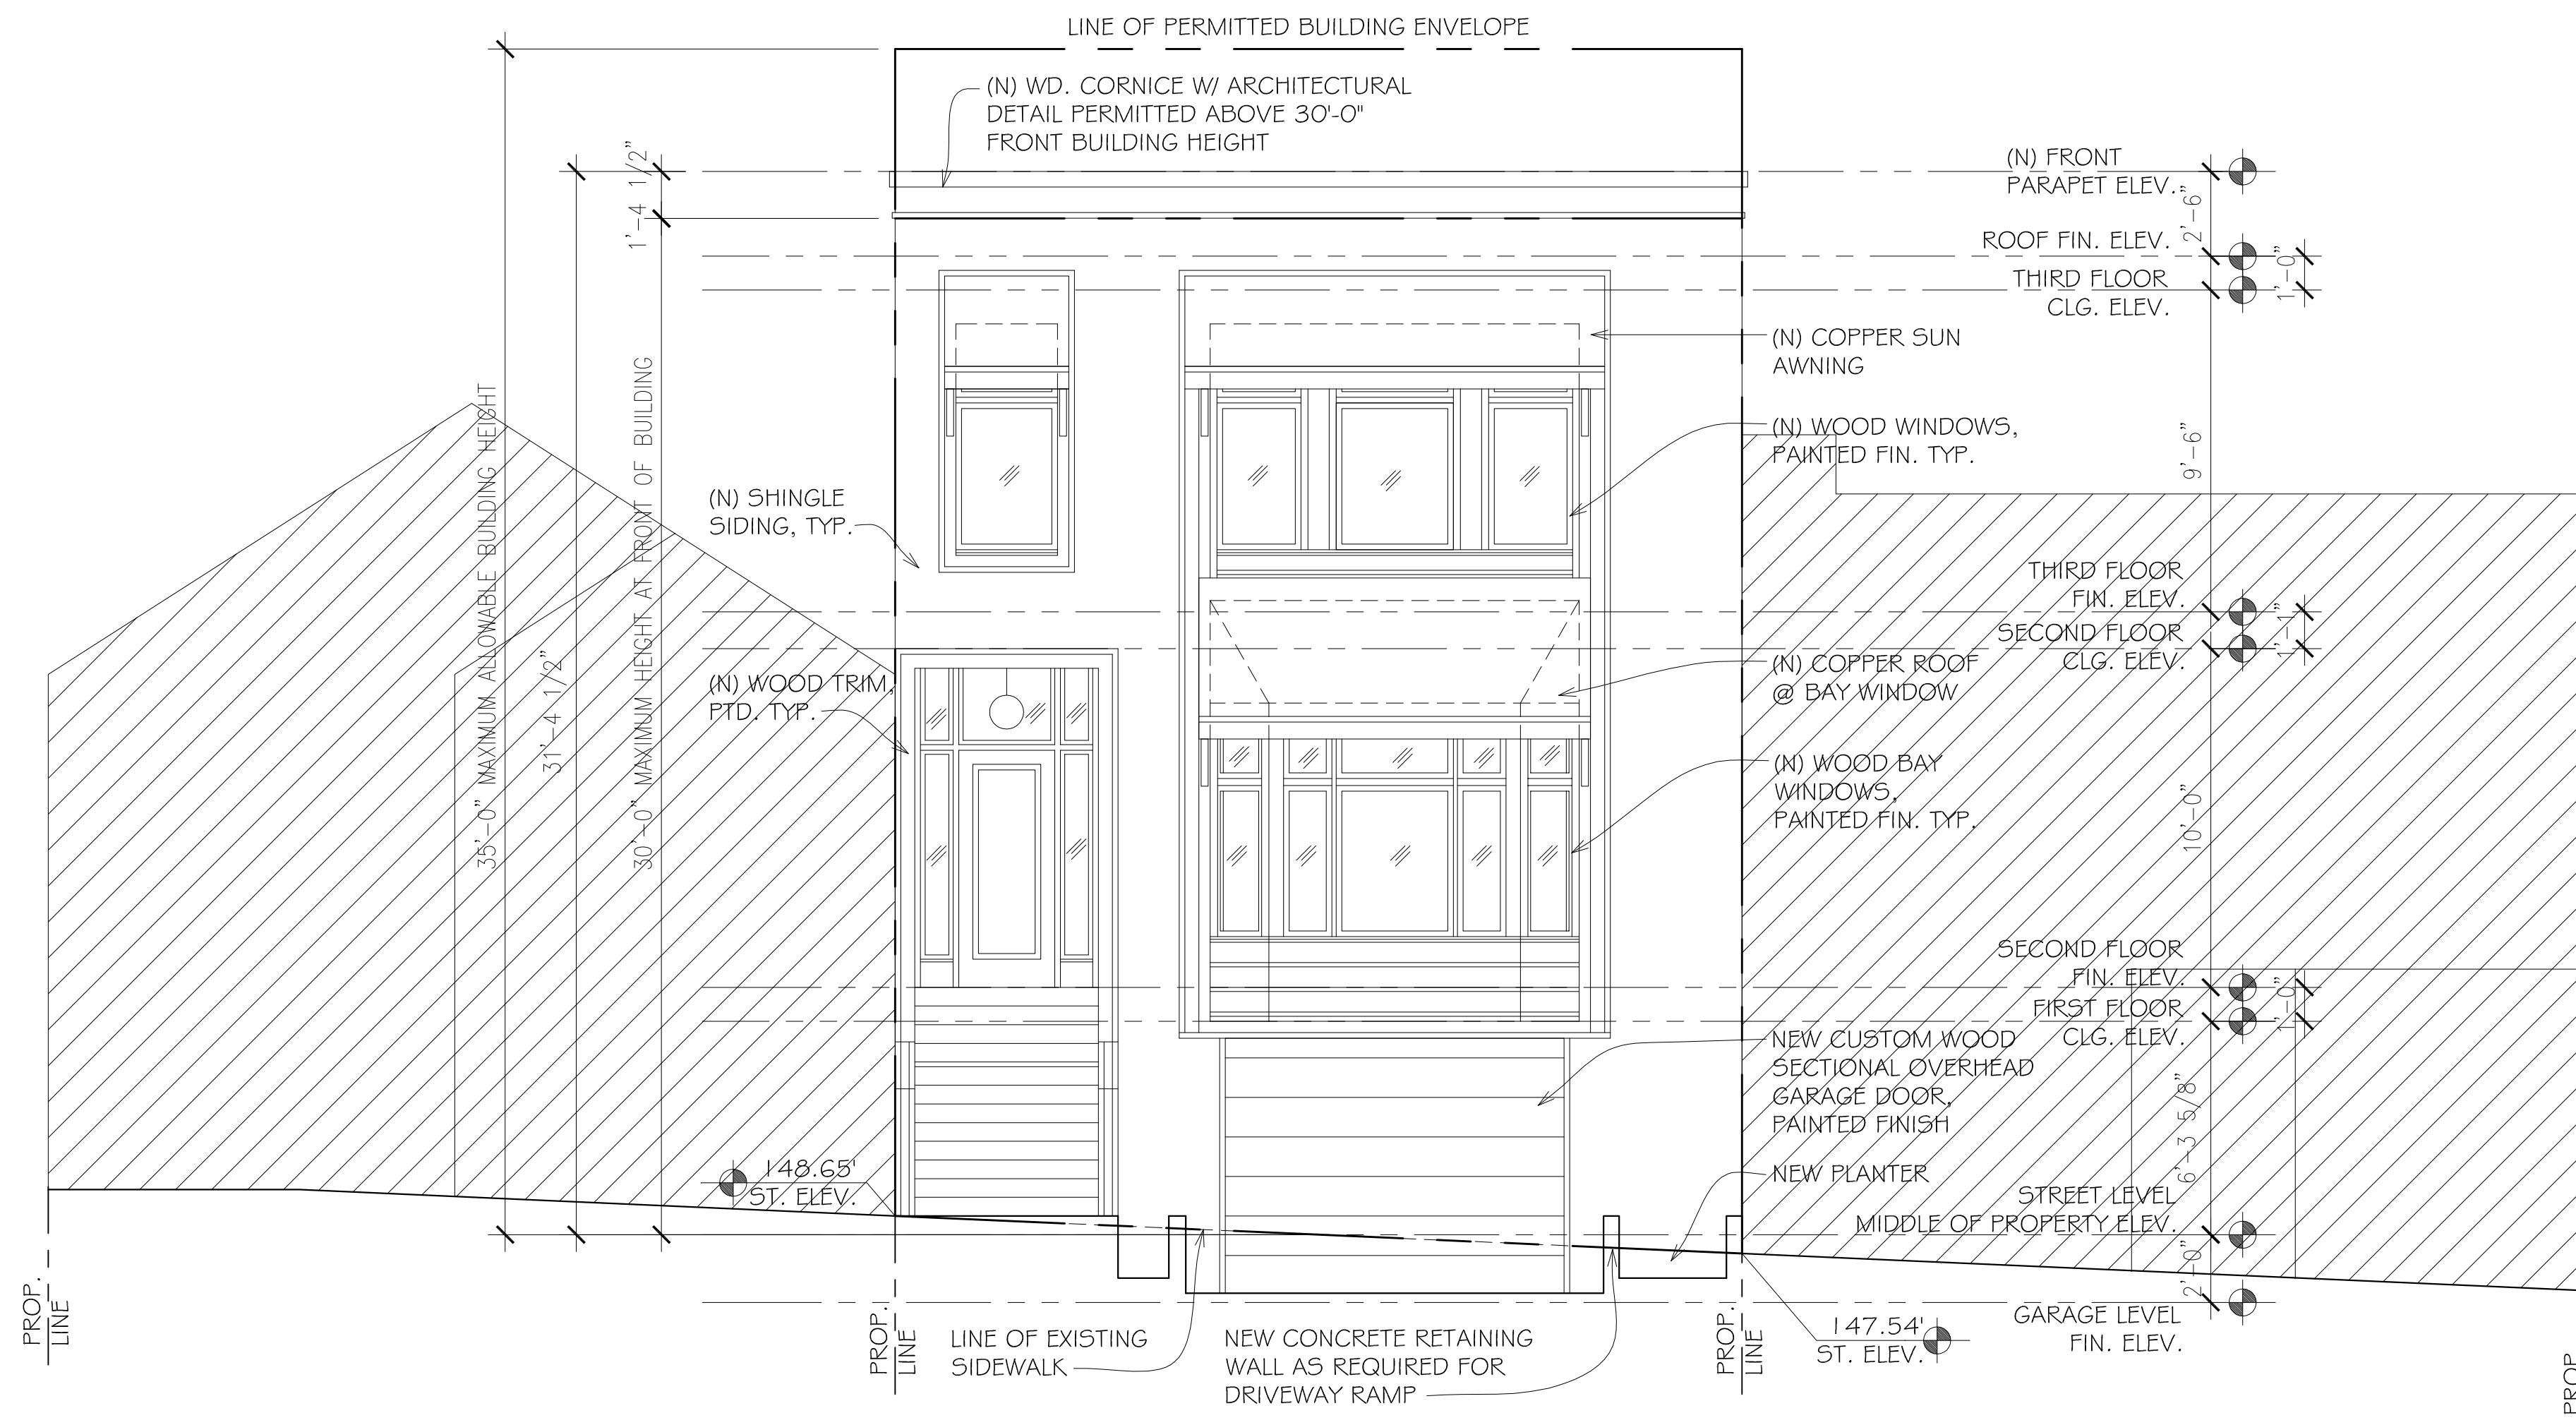 LINE OF PERMITTED BUILDING ENVELOPE
(N) WD. CORNICE W/ ARCHITECTURAL
DETAIL PERMITTED ABOVE 30'-0"
FRONT BUILDING HEIGHT
35'-0" MAXIMUM ALLOWABLE BUILDING HEIGHT
31'-4 1/2"
1'-4 1/2"
30'-0" MAXIMUM HEIGHT AT FRONT OF BUILDING
(N) SHINGLE
SIDING, TYP.
(N) WOOD TRIM,
PTD. TYP.
148.65'
ST. ELEV.
(N) COPPER SUN
AWNING
(N) WOOD WINDOWS,
PAINTED FIN. TYP.
(N) COPPER ROOF
@ BAY WINDOW
(N) WOOD BAY
WINDOWS,
PAINTED FIN. TYP.
NEW CUSTOM WOOD
SECTIONAL OVERHEAD
GARAGE DOOR,
PAINTED FINISH
NEW PLANTER
(N) FRONT
PARAPET ELEV.
2'-6"
ROOF FIN. ELEV.
1'-0"
THIRD FLOOR
CLG. ELEV.
9'-6"
THIRD FLOOR
FIN. ELEV.
1'-1"
SECOND FLOOR
CLG. ELEV.
10'-0"
SECOND FLOOR
FIN. ELEV.
1'-0"
FIRST FLOOR
CLG. ELEV.
6'-3 5/8"
STREET LEVEL
MIDDLE OF PROPERTY ELEV.
2'-0"
GARAGE LEVEL
FIN. ELEV.
147.54'
ST. ELEV.
PROP.
LINE
PROP.
LINE
LINE OF EXISTING
SIDEWALK
NEW CONCRETE RETAINING
WALL AS REQUIRED FOR
DRIVEWAY RAMP
PROP.
LINE
PROP